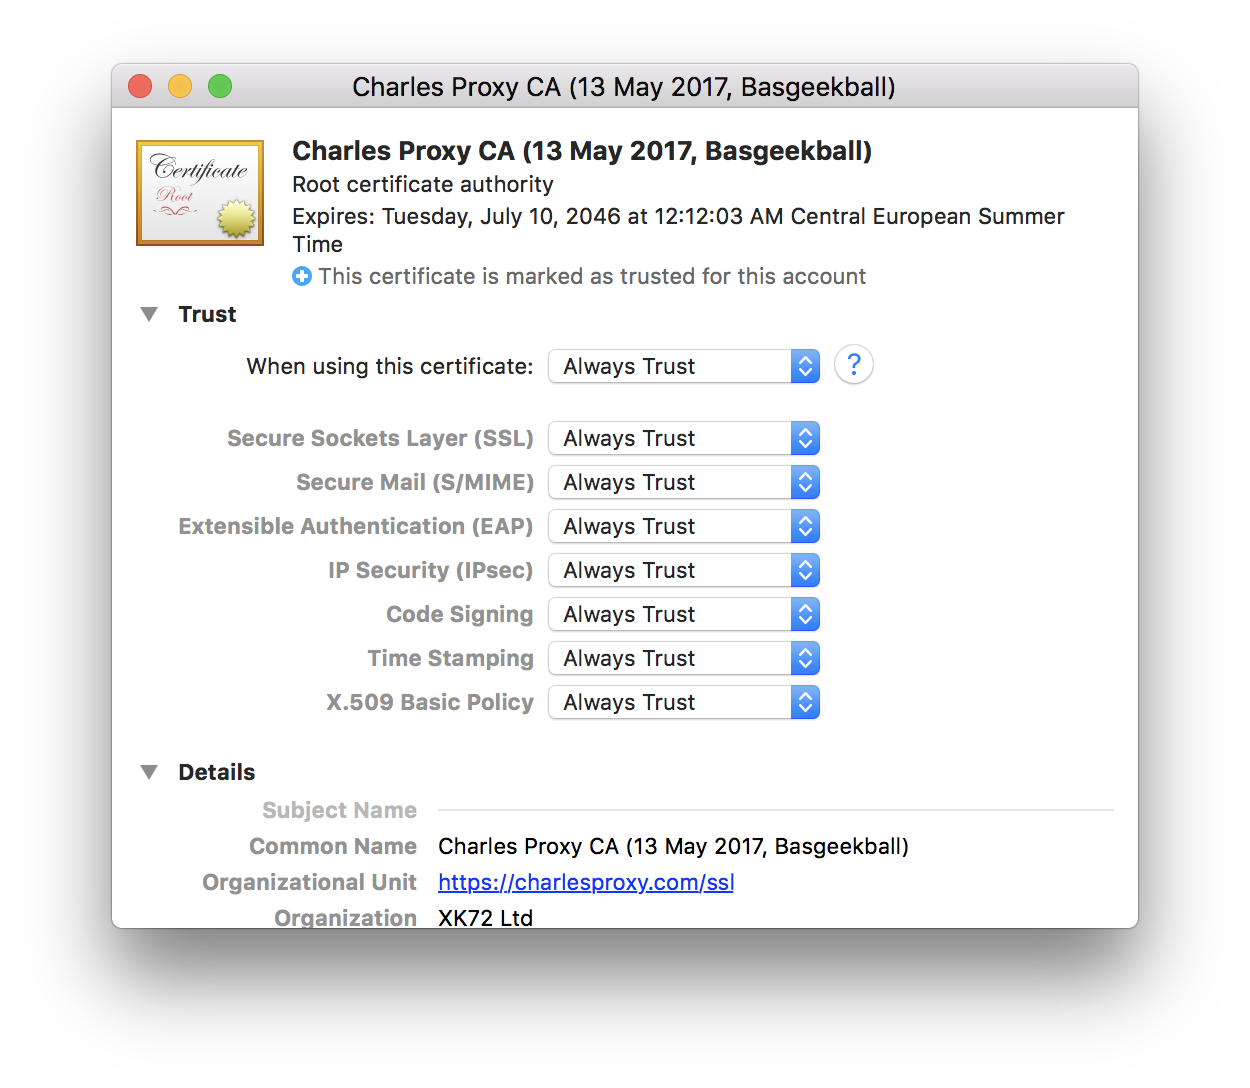 Charles Proxy CA (13 May 2017, Basgeekball)
Certificate
Root
Charles Proxy CA (13 May 2017, Basgeekball)
Root certificate authority
Expires: Tuesday, July 10, 2046 at 12:12:03 AM Central European Summer
Time
This certificate is marked as trusted for this account
Trust
When using this certificate: Always Trust ?
Secure Sockets Layer (SSL) Always Trust
Secure Mail (S/MIME) Always Trust
Extensible Authentication (EAP) Always Trust
IP Security (IPsec) Always Trust
Code Signing Always Trust
Time Stamping Always Trust
X.509 Basic Policy Always Trust
Details
Subject Name
Common Name Charles Proxy CA (13 May 2017, Basgeekball)
Organizational Unit https://charlesproxy.com/ssl
Organization XK72 Ltd